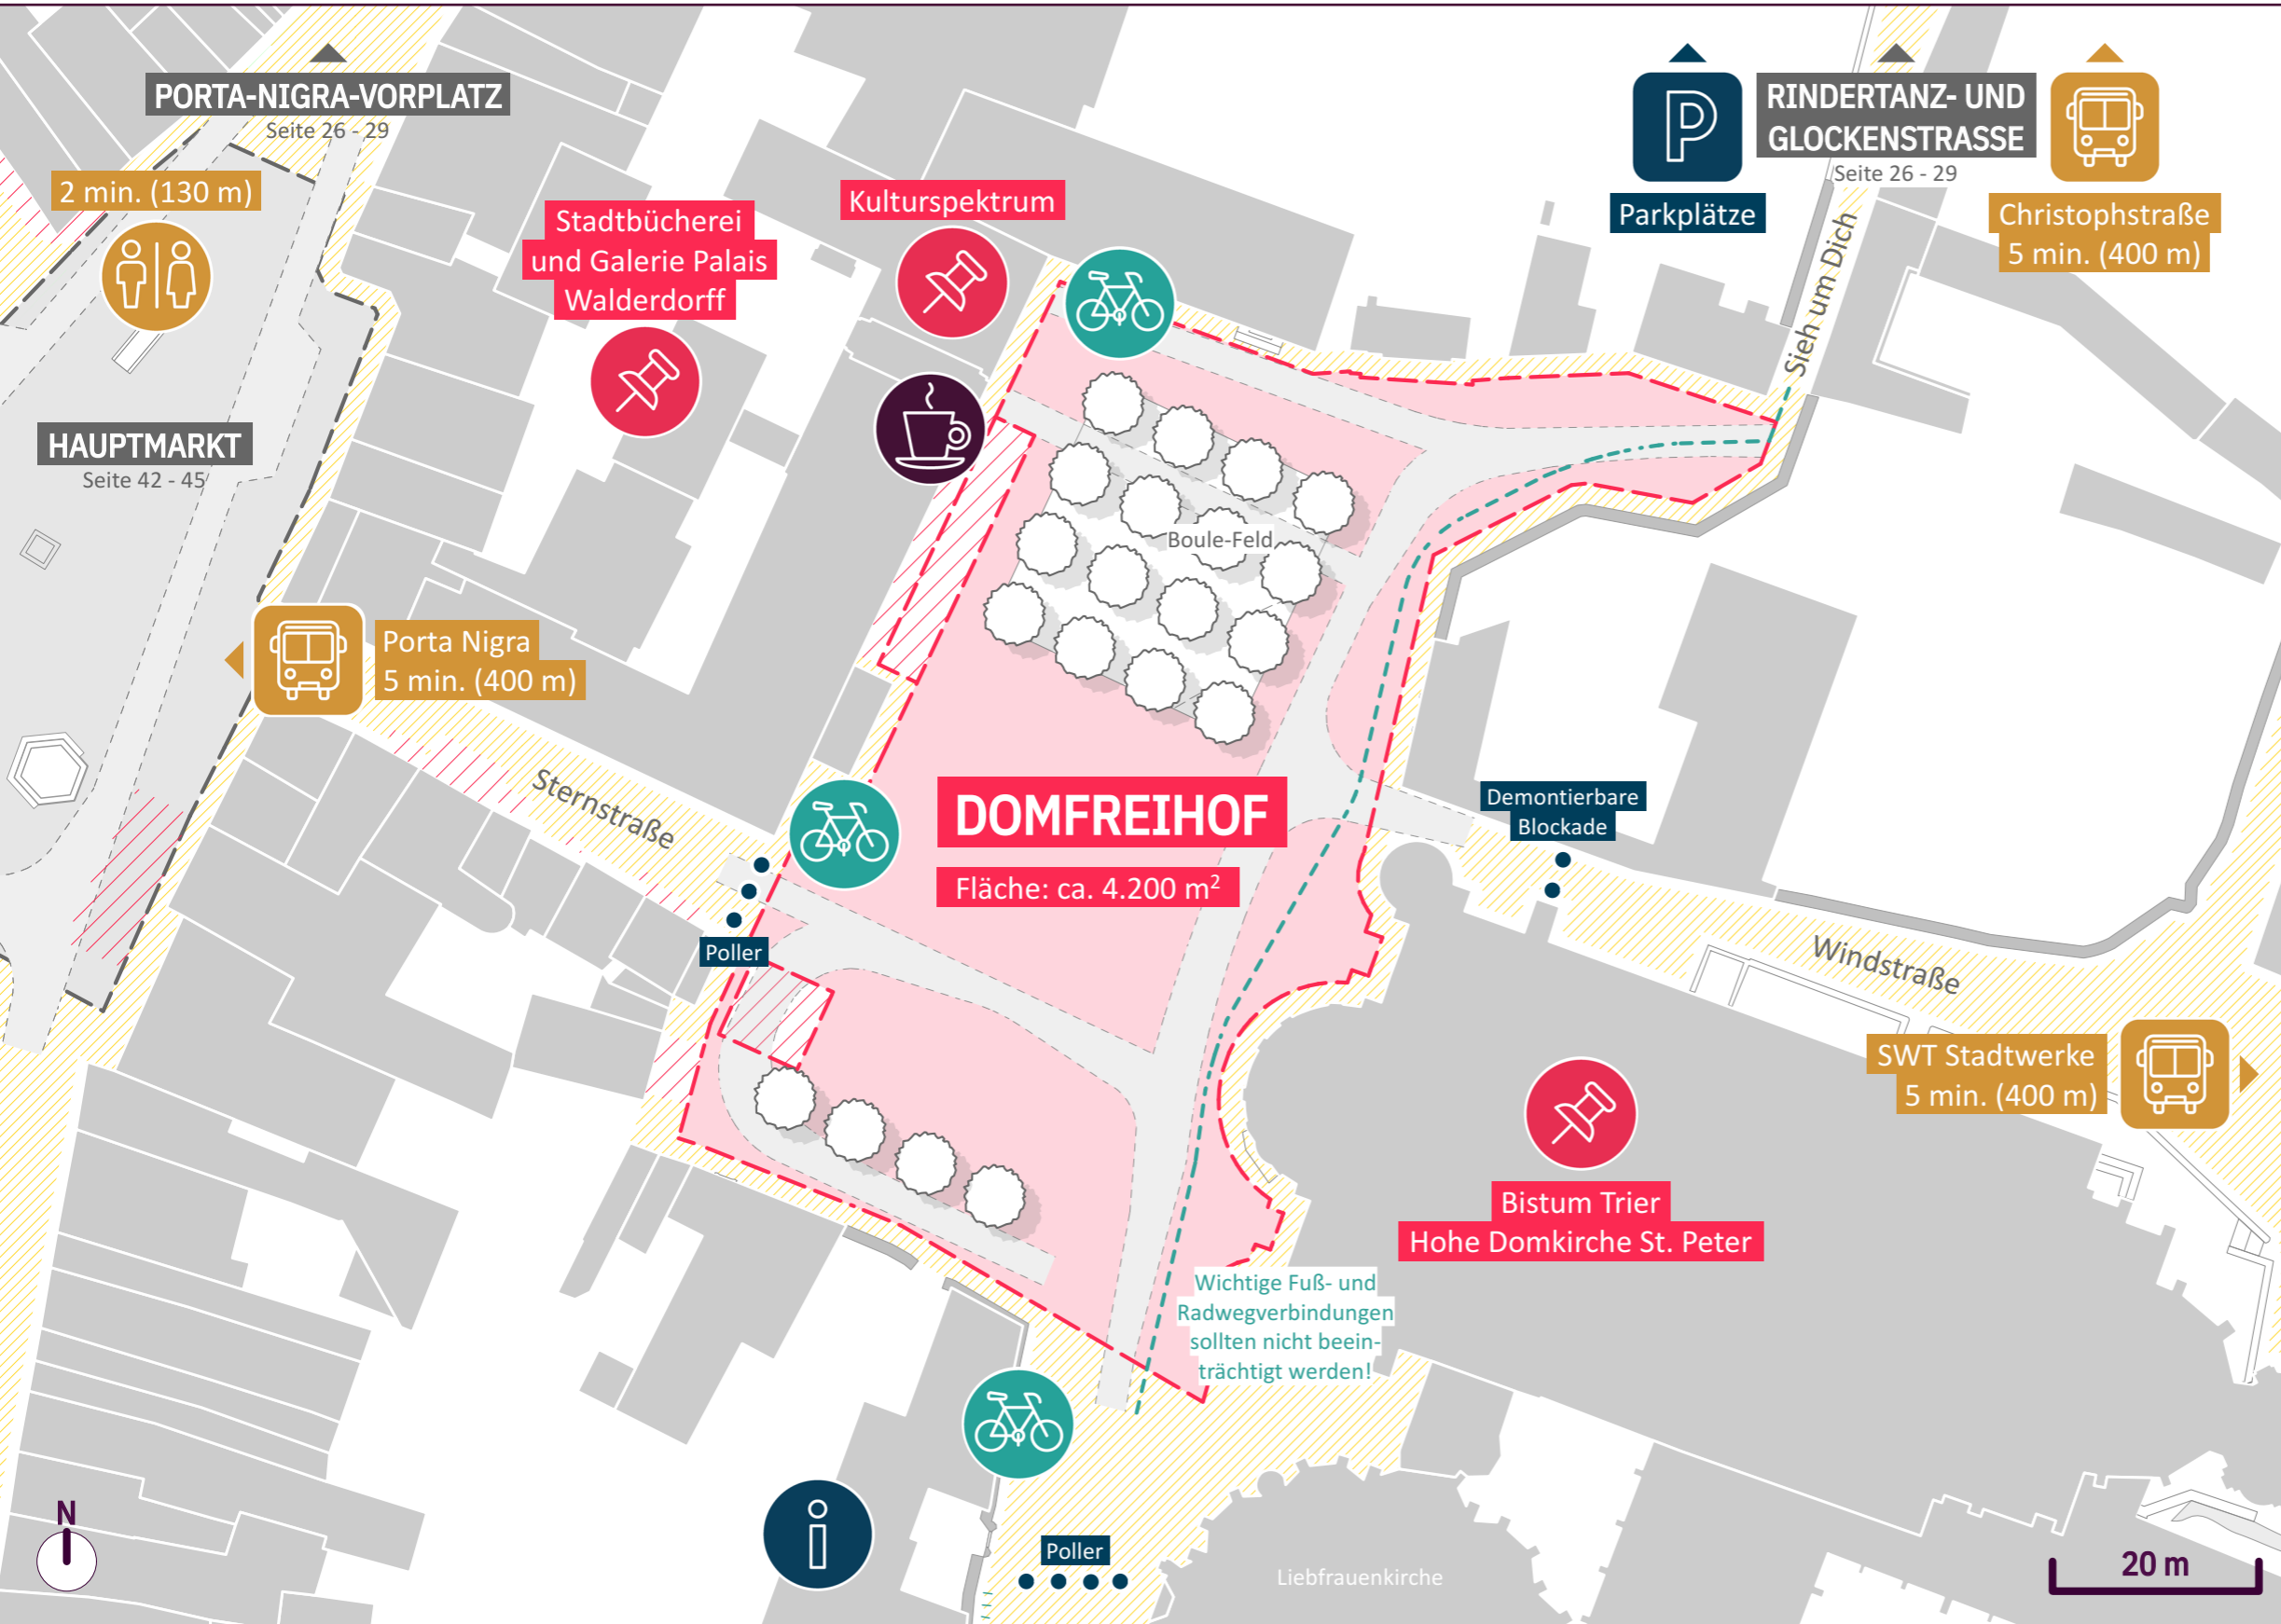 PORTA-NIGRA-VORPLATZ
Seite 26 - 29
P
Parkplätze
RINDERTANZ- UND
GLOCKENSTRASSE
Seite 26 - 29
Christophstraße
5 min. (400 m)
2 min. (130 m)
Stadtbücherei
und Galerie Palais
Walderdorff
Kulturspektrum
Sieh um Dich
HAUPTMARKT
Seite 42 - 45
Boule-Feld
Porta Nigra
5 min. (400 m)
Sternstraße
DOMFREIHOF
Fläche: ca. 4.200 m²
Demontierbare
Blockade
Poller
Windstraße
SWT Stadtwerke
5 min. (400 m)
Bistum Trier
Hohe Domkirche St. Peter
Wichtige Fuß- und
Radwegverbindungen
sollten nicht beein-
trächtigt werden!
N
i
Poller
Liebfrauenkirche
20 m